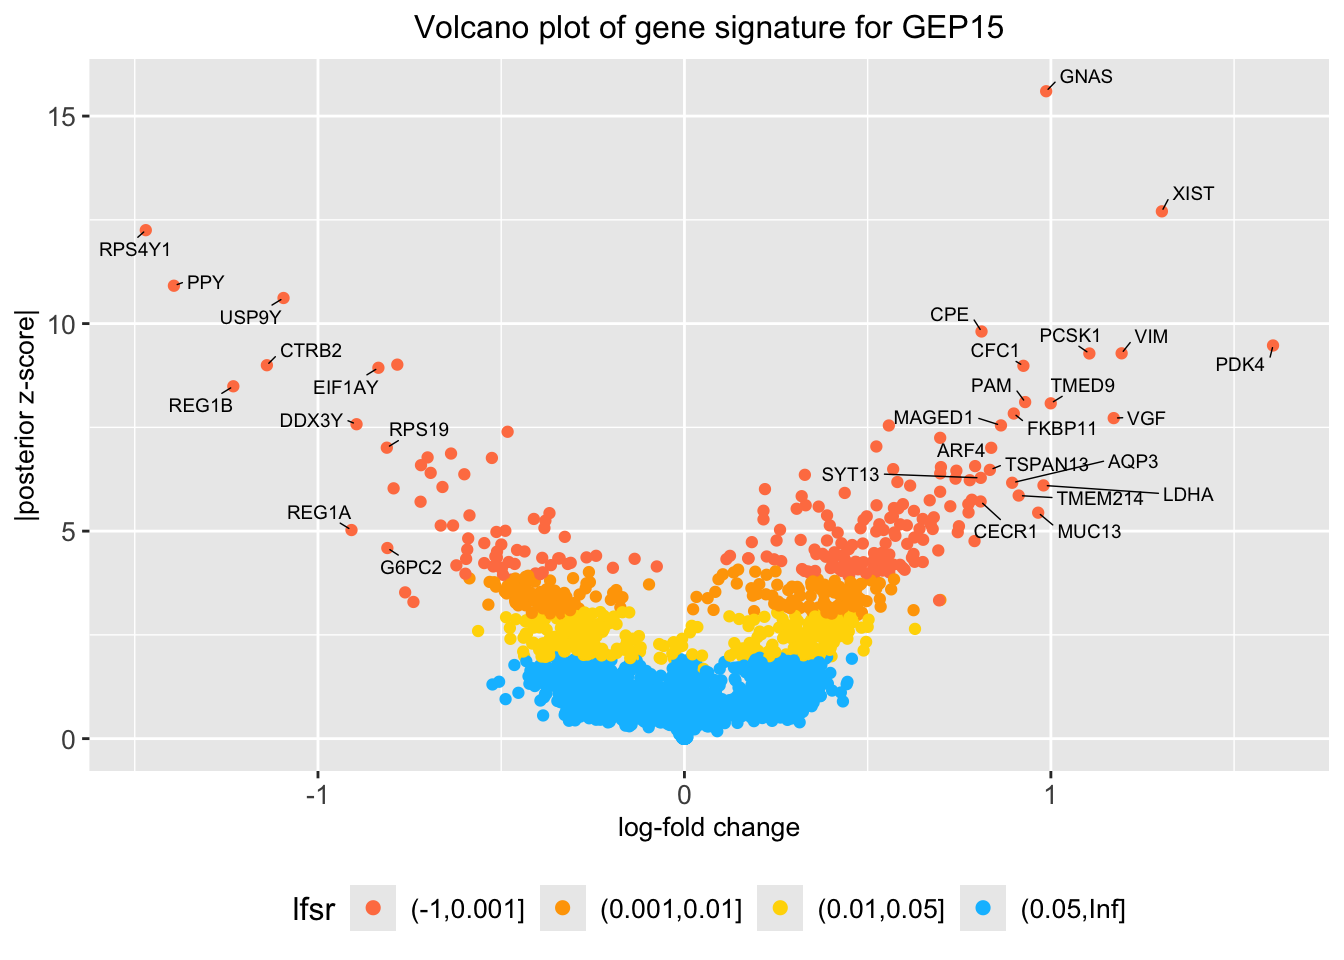 Volcano plot of gene signature for GEP15
GNAS
15
XIST
RPS4Y1
PPY
USP9Y
10
CPE
PCSK1
VIM
CTRB2
CFC1
PDK4
EIF1AY
PAM
TMED9
REG1B
DDX3Y
MAGED1
VGF
RPS19
FKBP11
ARF4
TSPAN13
AQP3
SYT13
LDHA
TMEM214
REG1A
5
CECR1
MUC13
G6PC2
0
|posterior z-score|
-1
0
1
log-fold change
lfsr
(-1,0.001]
(0.001,0.01]
(0.01,0.05]
(0.05,Inf]